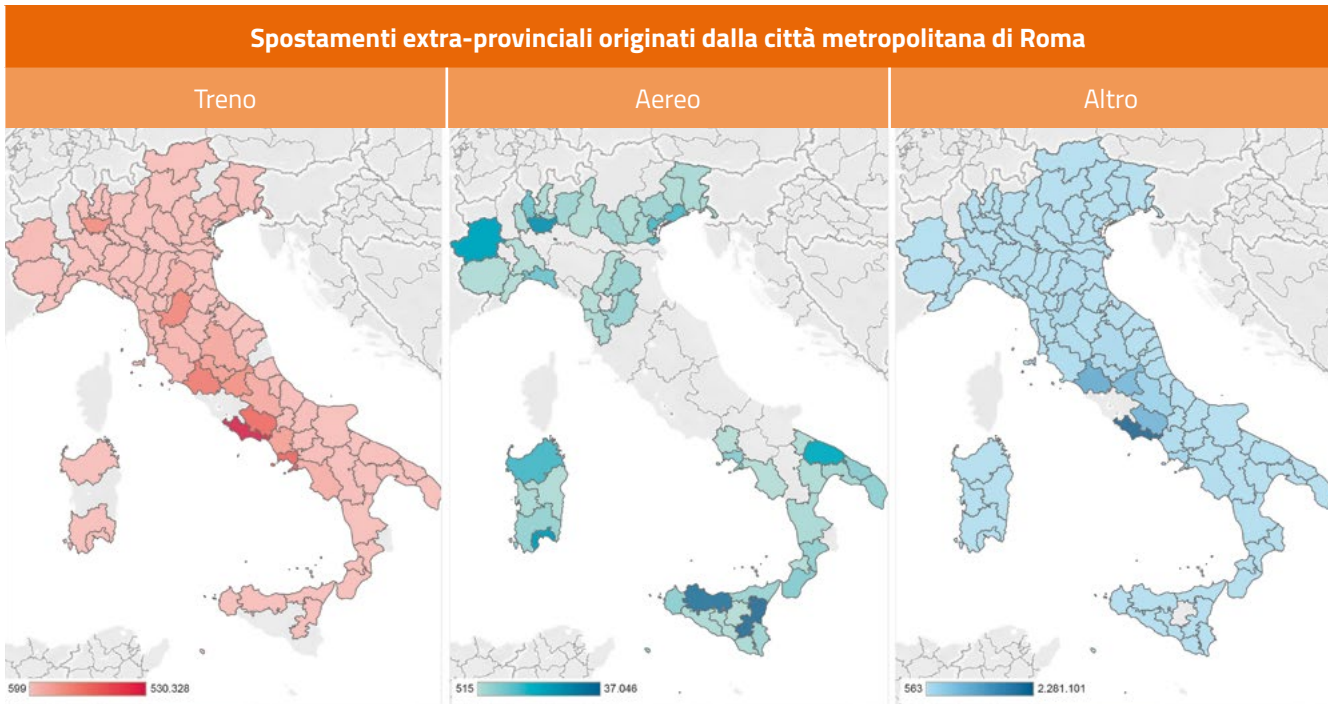 Spostamenti extra-provinciali originati dalla città metropolitana di Roma
Treno
Aereo
Altro
599
530.328
515
37.046
563
2.281.101